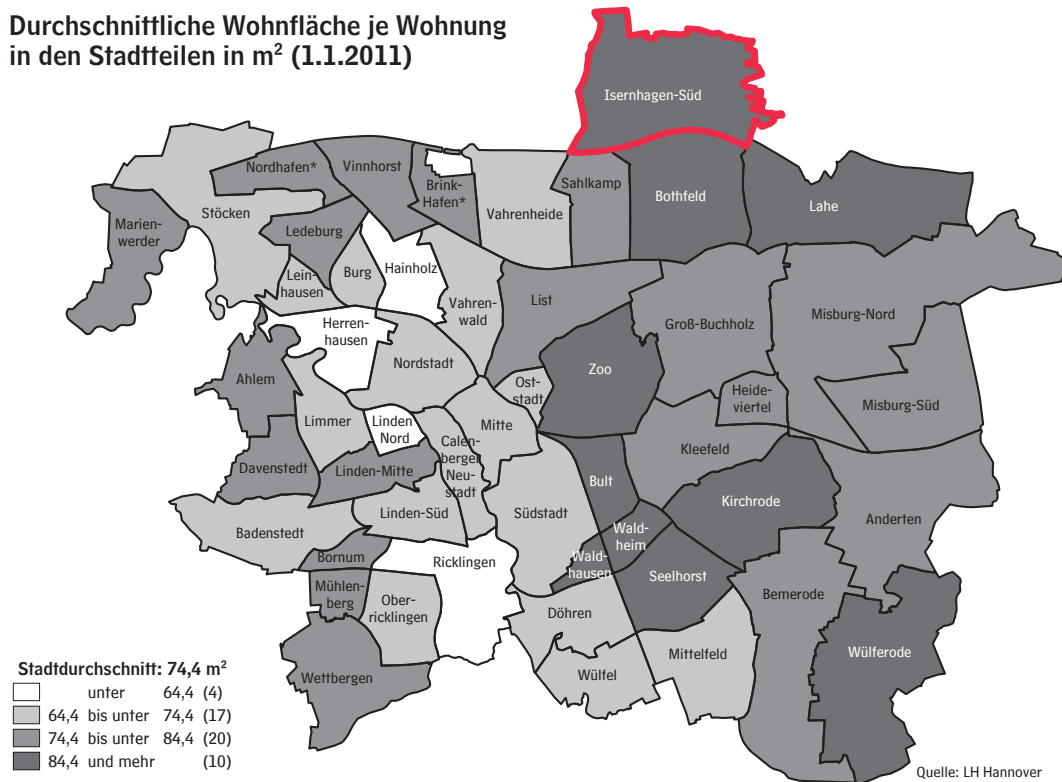 Durchschnittliche Wohnfläche je Wohnung
in den Stadtteilen in m² (1.1.2011)
Isernhagen-Süd
Nordhafen*
Vinnhorst
Brink-
Hafen*
Vahrenheide
Sahlkamp
Bothfeld
Lahe
Marien-
werder
Stöcken
Ledeburg
Burg
Hainholz
Lein-
hausen
Vahren-
wald
List
Groß-Buchholz
Misburg-Nord
Herren-
hausen
Nordstadt
Zoo
Ost-
stadt
Heide-
viertel
Misburg-Süd
Ahlem
Limmer
Linden
Nord
Calen-
berger
Neu-
stadt
Mitte
Kleefeld
Davenstedt
Linden-Mitte
Bult
Kirchrode
Anderten
Badenstedt
Linden-Süd
Südstadt
Wald-
heim
Bornum
Ricklingen
Wald-
hausen
Seelhorst
Mühlen-
berg
Ober-
ricklingen
Bemerode
Döhren
Wettbergen
Wülfel
Mittelfeld
Wülferode
Stadtdurchschnitt: 74,4 m²
unter 64,4 (4)
64,4 bis unter 74,4 (17)
74,4 bis unter 84,4 (20)
84,4 und mehr (10)
Quelle: LH Hannover